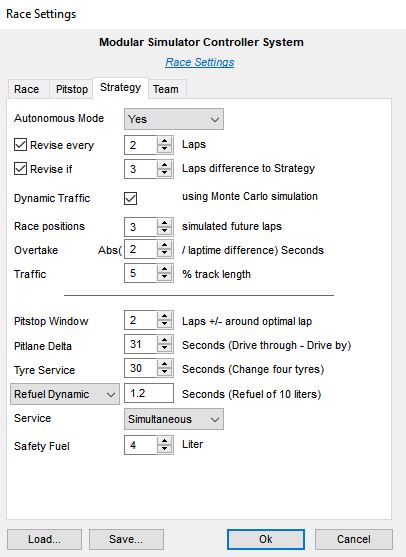 Race Settings
Modular Simulator Controller System
Race Settings
Race Pitstop Strategy Team
Autonomous Mode Yes
Revise every 2 Laps
Revise if 3 Laps difference to Strategy
Dynamic Traffic using Monte Carlo simulation
Race positions 3 simulated future laps
Overtake Abs( 2 / laptime difference) Seconds
Traffic 5 % track length
Pitstop Window 2 Laps +/- around optimal lap
Pitlane Delta 31 Seconds (Drive through - Drive by)
Tyre Service 30 Seconds (Change four tyres)
Refuel Dynamic 1.2 Seconds (Refuel of 10 liters)
Service Simultaneous
Safety Fuel 4 Liter
Load... Save... Ok Cancel